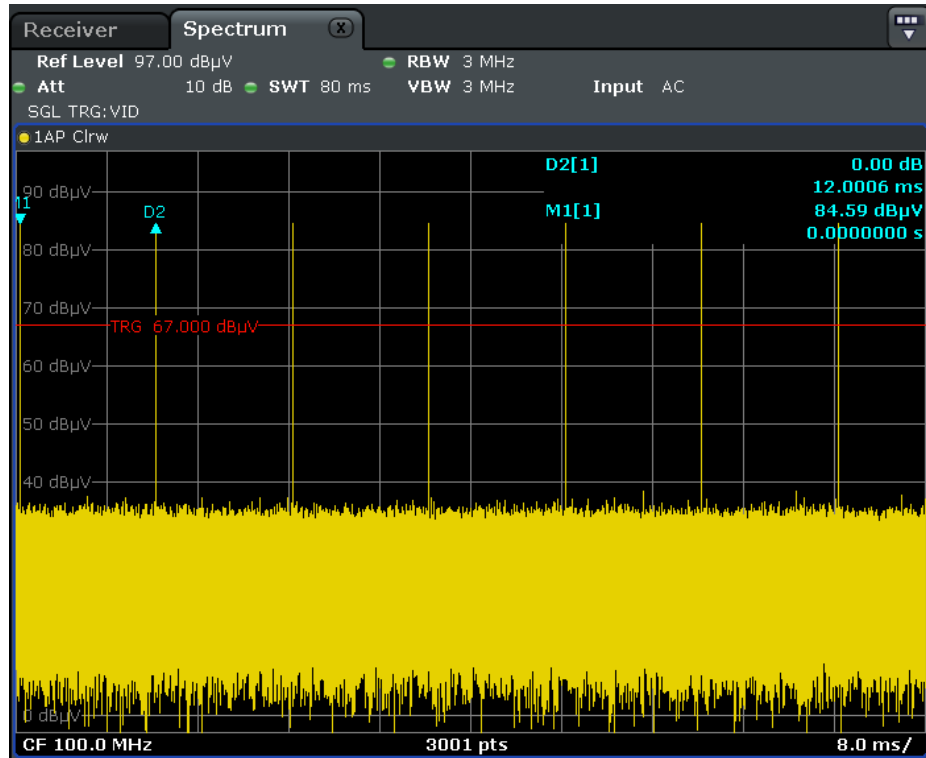 Receiver Spectrum X
Ref Level 97.00 dBµV RBW 3 MHz
Att 10 dB SWT 80 ms VBW 3 MHz Input AC
SGL TRG:VID
1AP Clrw
D2[1] 0.00 dB
12.0006 ms
90 dBµV
M1[1] 84.59 dBµV
0.0000000 s
M1
D2
80 dBµV
70 dBµV
TRG 67.000 dBµV
60 dBµV
50 dBµV
40 dBµV
0 dBµV
CF 100.0 MHz 3001 pts 8.0 ms/